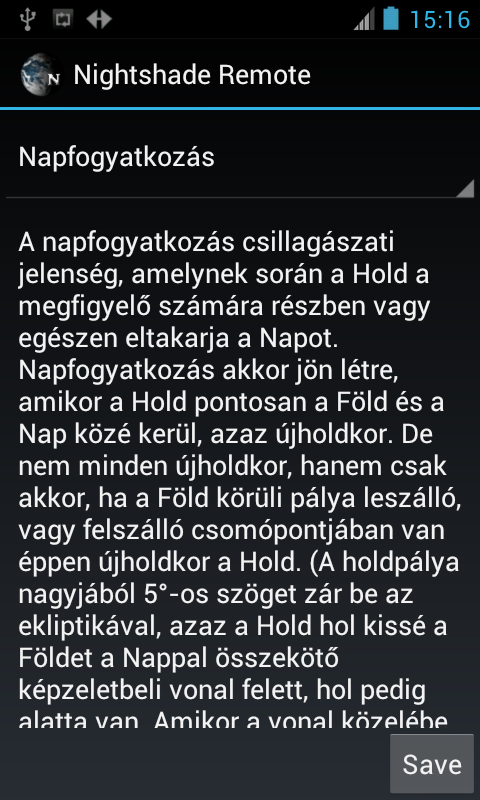 15:16
Nightshade Remote
Napfogyatkozás
A napfogyatkozás csillagászati
jelenség, amelynek során a Hold a
megfigyelő számára részben vagy
egészen eltakarja a Napot.
Napfogyatkozás akkor jön létre,
amikor a Hold pontosan a Föld és a
Nap közé kerül, azaz újholdkor. De
nem minden újholdkor, hanem csak
akkor, ha a Föld körüli pálya leszálló,
vagy felszálló csomópontjában van
éppen újholdkor a Hold. (A holdpálya
nagyjából 5°-os szöget zár be az
ekliptikával, azaz a Hold hol kissé a
Földet a Nappal összekötő
képzeletbeli vonal felett, hol pedig
alatta van. Amikor a vonal közelébe
Save